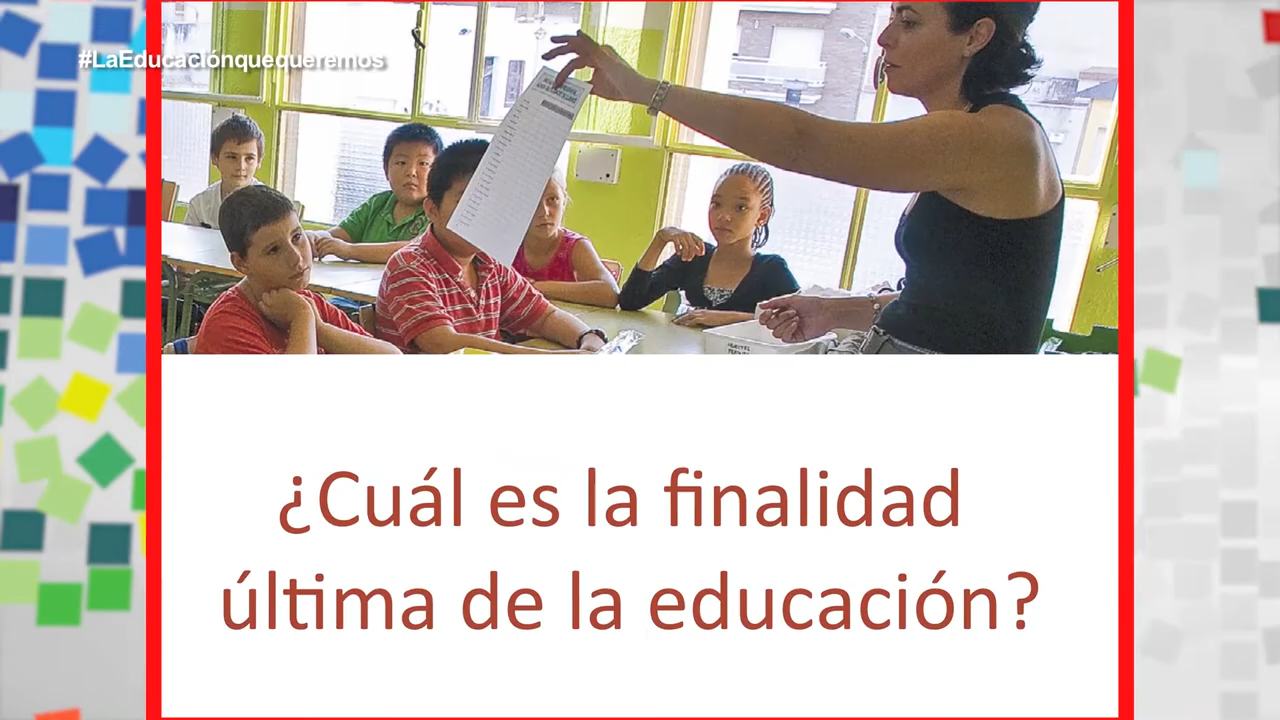 #LaEducaciónquequeremos
¿Cuál es la finalidad
última de la educación?